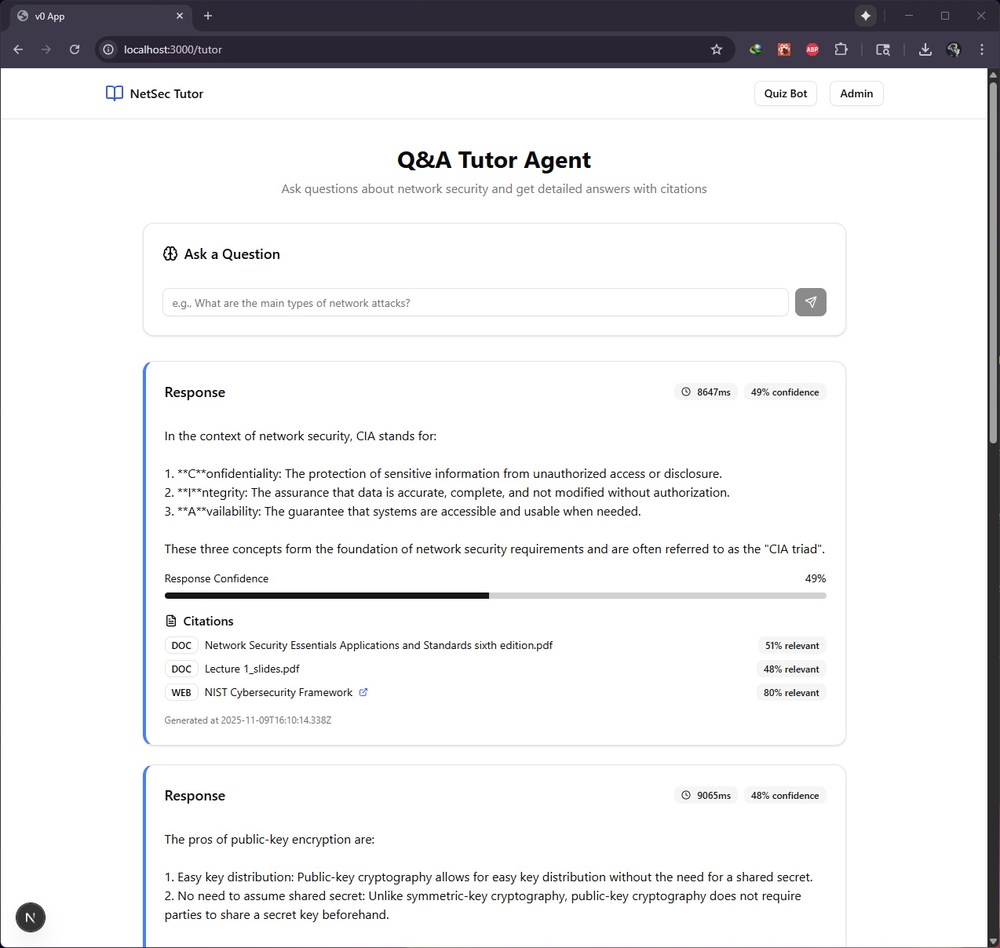 v0 App
localhost:3000/tutor
ABP
NetSec Tutor
Quiz Bot
Admin
Q&A Tutor Agent
Ask questions about network security and get detailed answers with citations
Ask a Question
e.g., What are the main types of network attacks?
Response
8647ms
49% confidence
In the context of network security, CIA stands for:
1. **C**onfidentiality: The protection of sensitive information from unauthorized access or disclosure.
2. **I**ntegrity: The assurance that data is accurate, complete, and not modified without authorization.
3. **A**vailability: The guarantee that systems are accessible and usable when needed.
These three concepts form the foundation of network security requirements and are often referred to as the "CIA triad".
Response Confidence
49%
Citations
DOC Network Security Essentials Applications and Standards sixth edition.pdf 51% relevant
DOC Lecture 1_slides.pdf 48% relevant
WEB NIST Cybersecurity Framework 80% relevant
Generated at 2025-11-09T16:10:14.338Z
Response
9065ms
48% confidence
The pros of public-key encryption are:
1. Easy key distribution: Public-key cryptography allows for easy key distribution without the need for a shared secret.
2. No need to assume shared secret: Unlike symmetric-key cryptography, public-key cryptography does not require
parties to share a secret key beforehand.
N